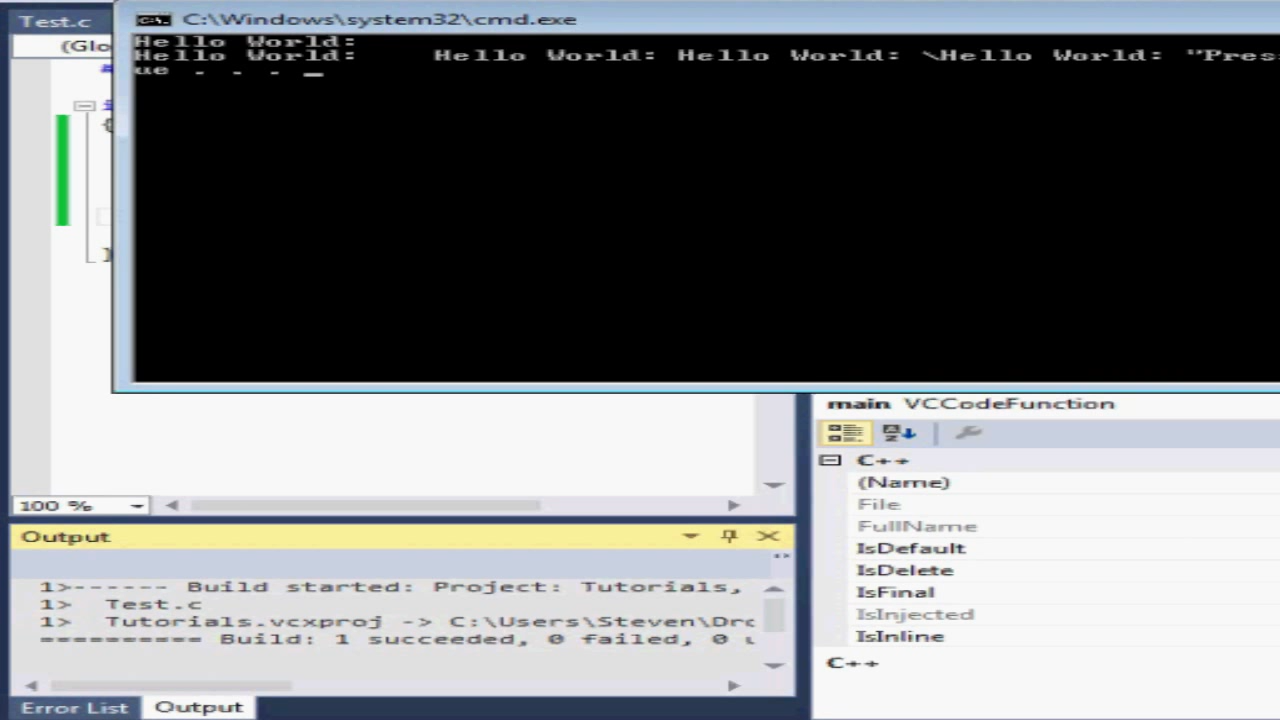 Test.c
C:\Windows\system32\cmd.exe
(Glo
Hello World:
Hello World:     Hello World: Hello World: \Hello World: "Pres
ue . . . _
main VCCodeFunction
C++
(Name)
File
FullName
IsDefault
IsDelete
IsFinal
IsInjected
IsInline
C++
100 %
Output
1>------ Build started: Project: Tutorials,
1>  Test.c
1>  Tutorials.vcxproj -> C:\Users\Steven\Dro
========== Build: 1 succeeded, 0 failed, 0 u
Error List
Output